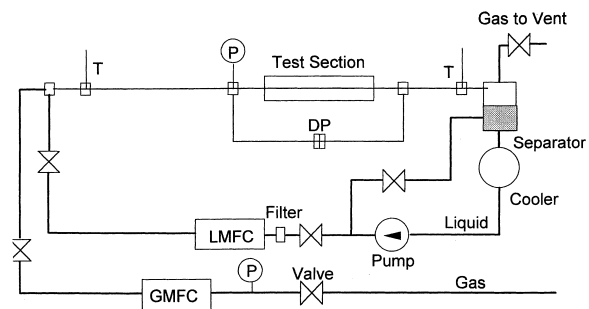 Gas to Vent
P
T
Test Section
T
DP
Separator
Cooler
Filter
LMFC
Liquid
Pump
P
Valve
Gas
GMFC